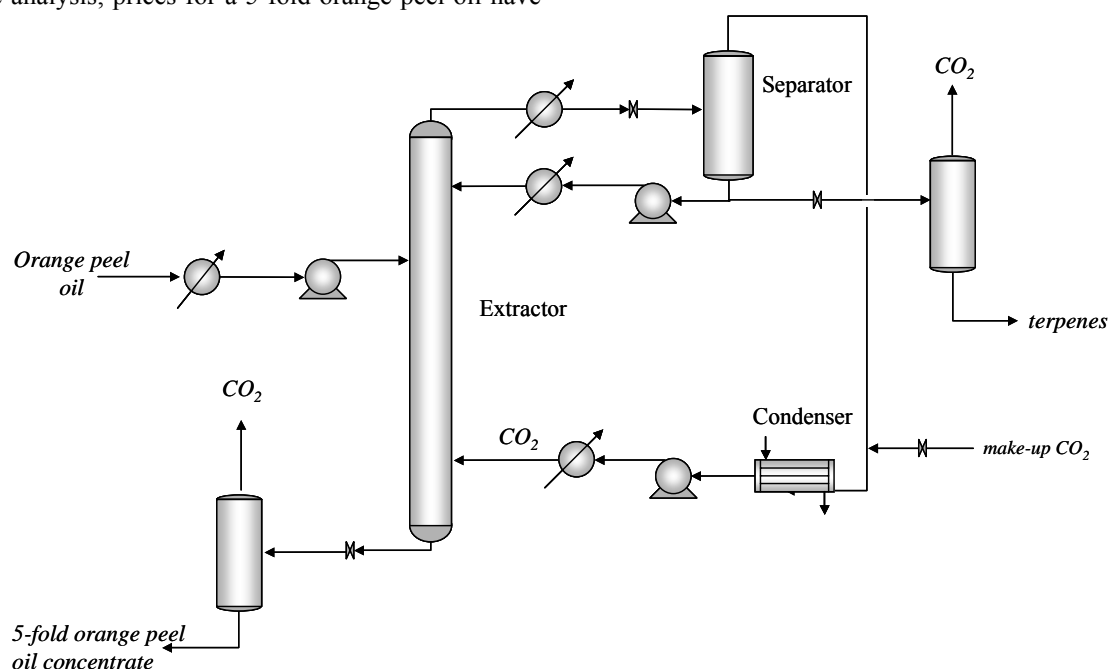 analysis, prices for a 5-fold orange peel oil have
Separator
CO2
Orange peel
oil
Extractor
terpenes
CO2
CO2
Condenser
make-up CO2
5-fold orange peel
oil concentrate